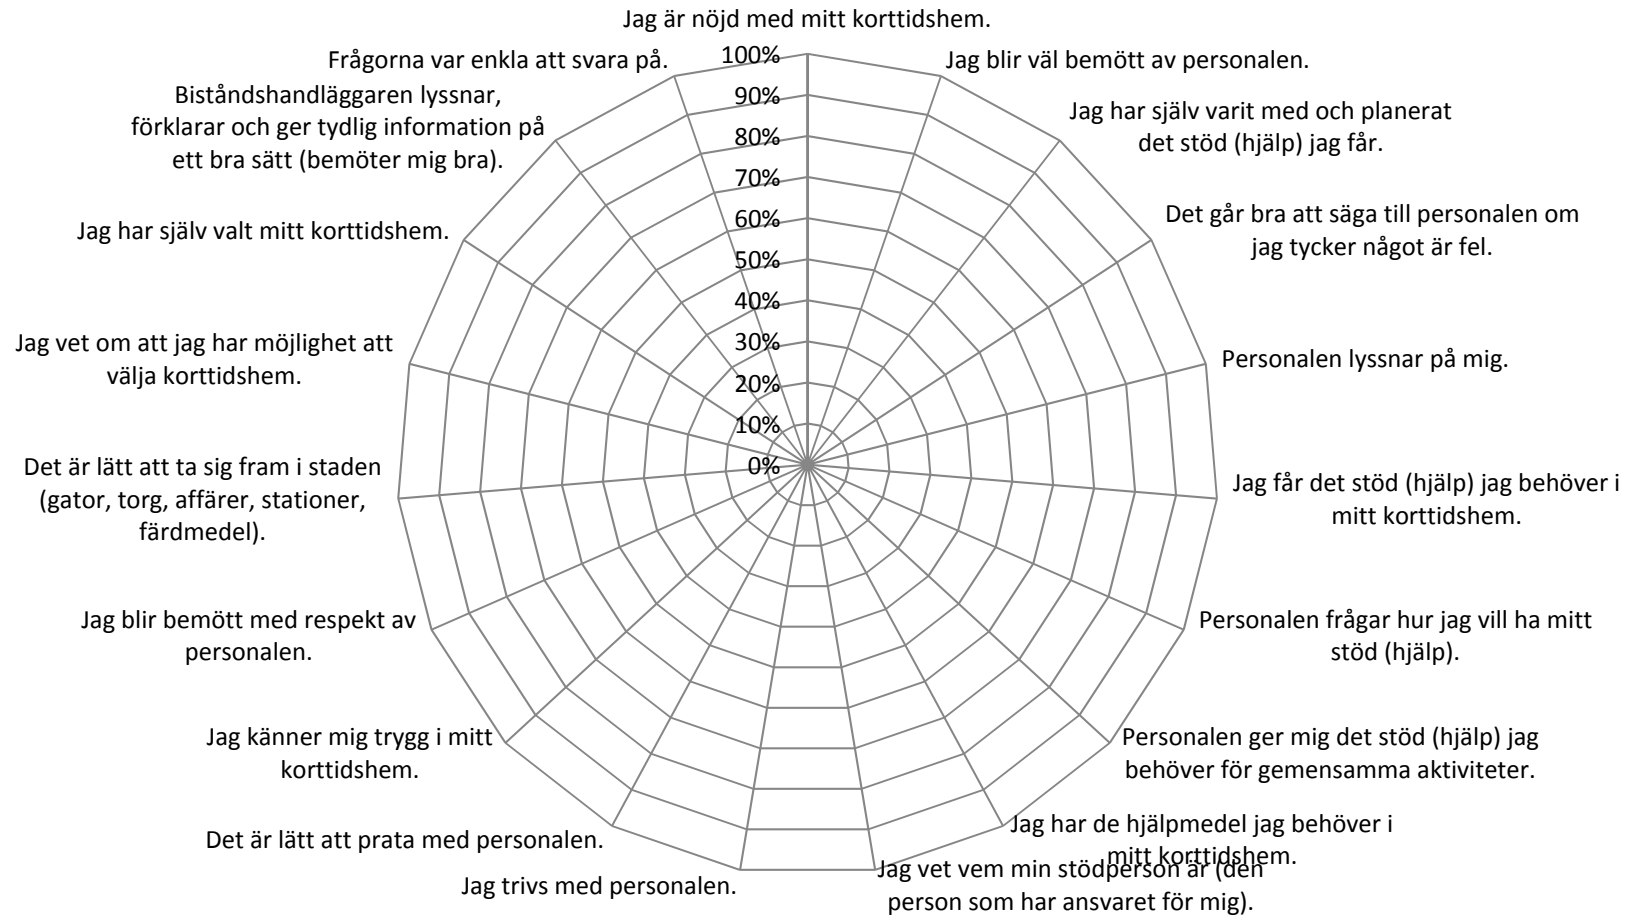 Jag är nöjd med mitt korttidshem.
Jag blir väl bemött av personalen.
Jag har själv varit med och planerat
det stöd (hjälp) jag får.
Det går bra att säga till personalen om
jag tycker något är fel.
Personalen lyssnar på mig.
Jag får det stöd (hjälp) jag behöver i
mitt korttidshem.
Personalen frågar hur jag vill ha mitt
stöd (hjälp).
Personalen ger mig det stöd (hjälp) jag
behöver för gemensamma aktiviteter.
Jag har de hjälpmedel jag behöver i
mitt korttidshem.
Jag vet vem min stödperson är (den
person som har ansvaret för mig).
Jag trivs med personalen.
Det är lätt att prata med personalen.
Jag känner mig trygg i mitt
korttidshem.
Jag blir bemött med respekt av
personalen.
Det är lätt att ta sig fram i staden
(gator, torg, affärer, stationer,
färdmedel).
Jag vet om att jag har möjlighet att
välja korttidshem.
Jag har själv valt mitt korttidshem.
Biståndshandläggaren lyssnar,
förklarar och ger tydlig information på
ett bra sätt (bemöter mig bra).
Frågorna var enkla att svara på.
100%
90%
80%
70%
60%
50%
40%
30%
20%
10%
0%